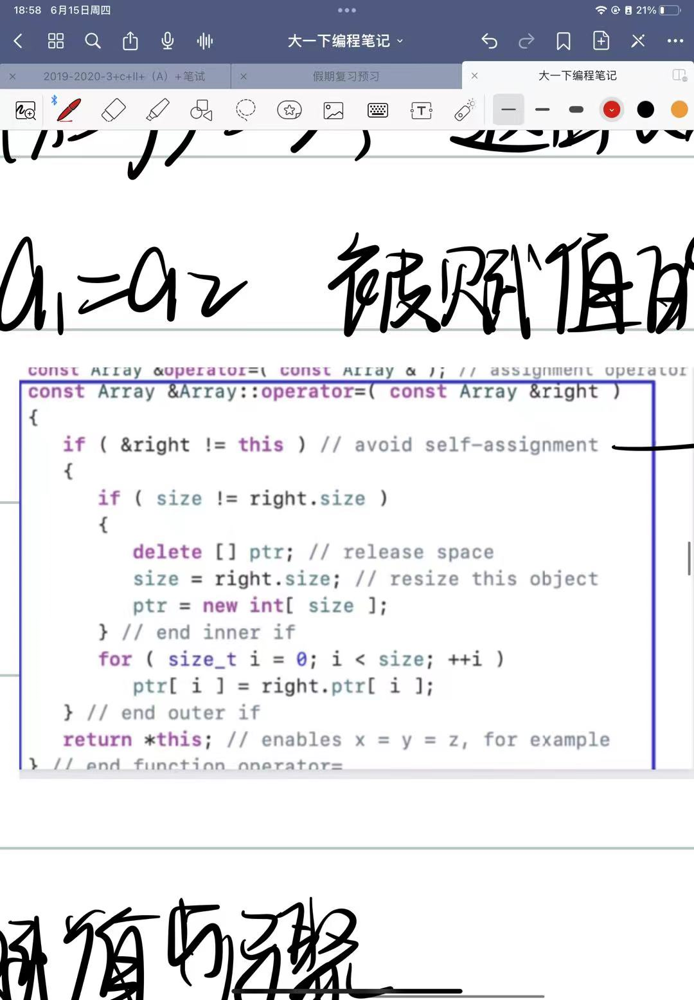 18:58 6月15日周四
21%
大一下编程笔记
2019-2020-3+c+II+（A）+笔试
假期复习预习
大一下编程笔记
T
a1=a2 被赋值的
const Array &operator=( const Array & ); // assignment operator
const Array &Array::operator=( const Array &right )
{
if ( &right != this ) // avoid self-assignment
{
if ( size != right.size )
{
delete [] ptr; // release space
size = right.size; // resize this object
ptr = new int[ size ];
} // end inner if
for ( size_t i = 0; i < size; ++i )
ptr[ i ] = right.ptr[ i ];
} // end outer if
return *this; // enables x = y = z, for example
} // end function operator=
赋值步骤